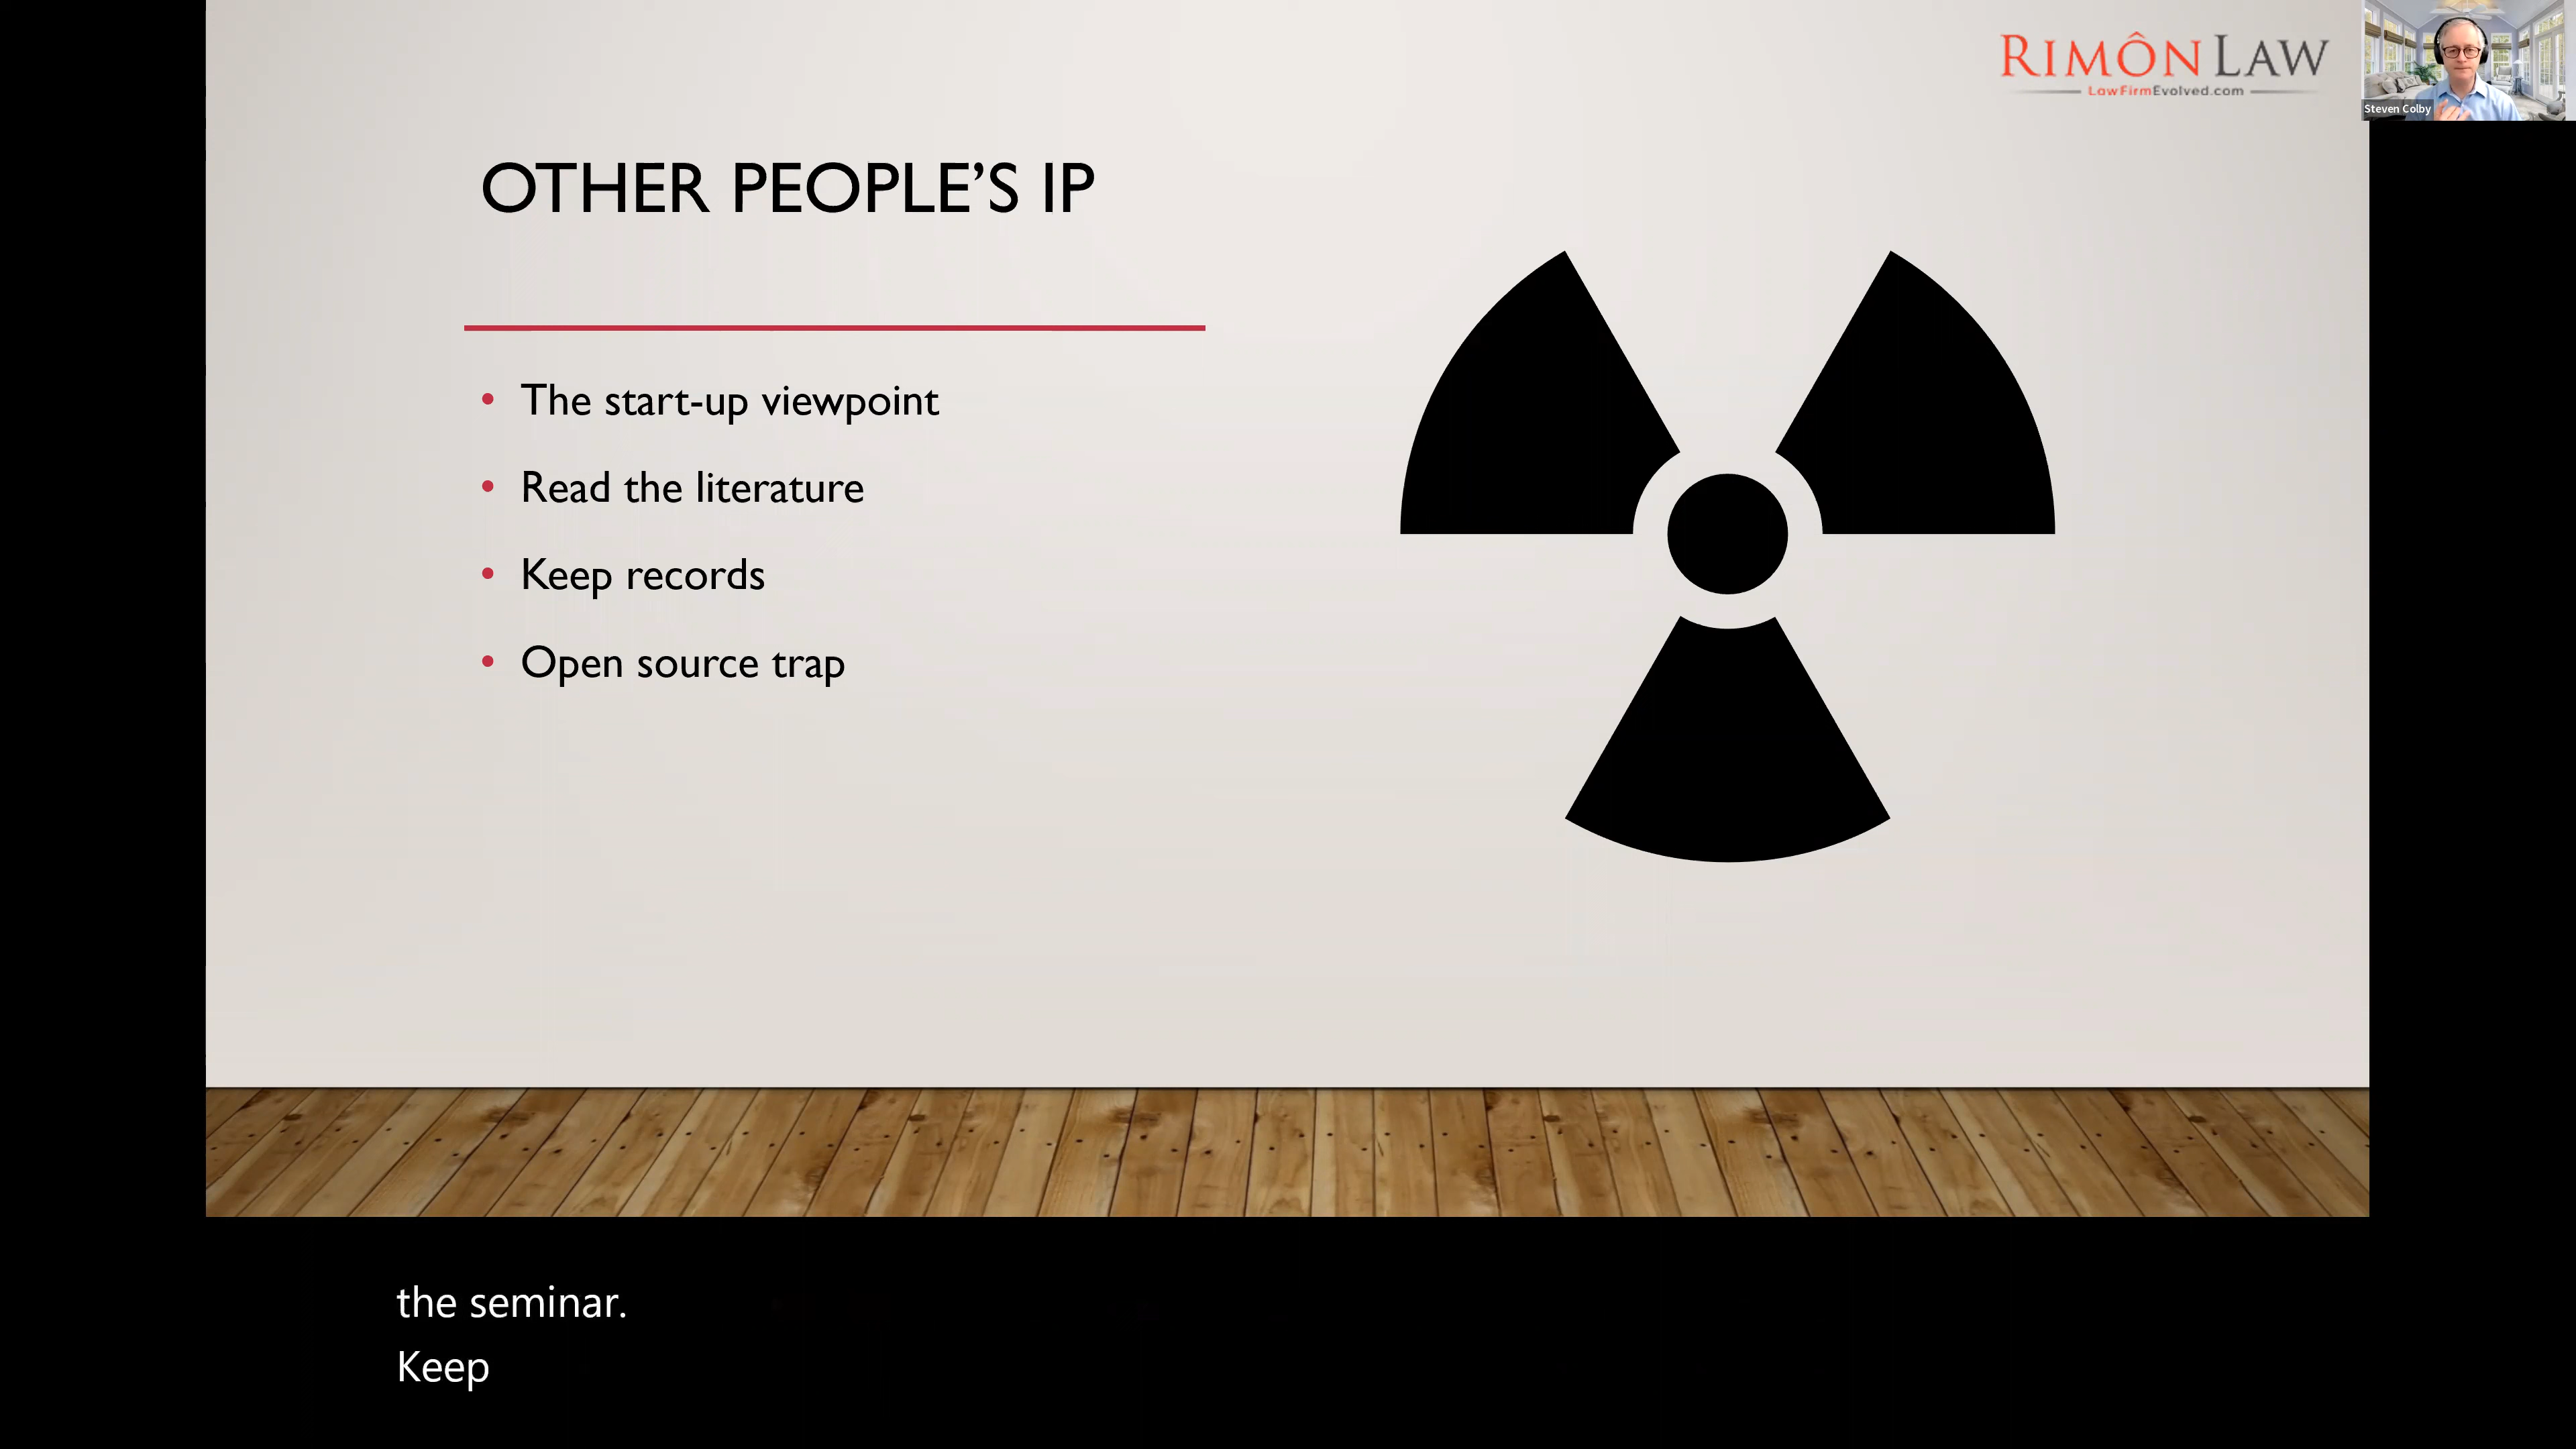 RIMÔN LAW
LawFirmEvolved.com
Steven Colby
OTHER PEOPLE’S IP
• The start-up viewpoint
• Read the literature
• Keep records
• Open source trap
the seminar.
Keep